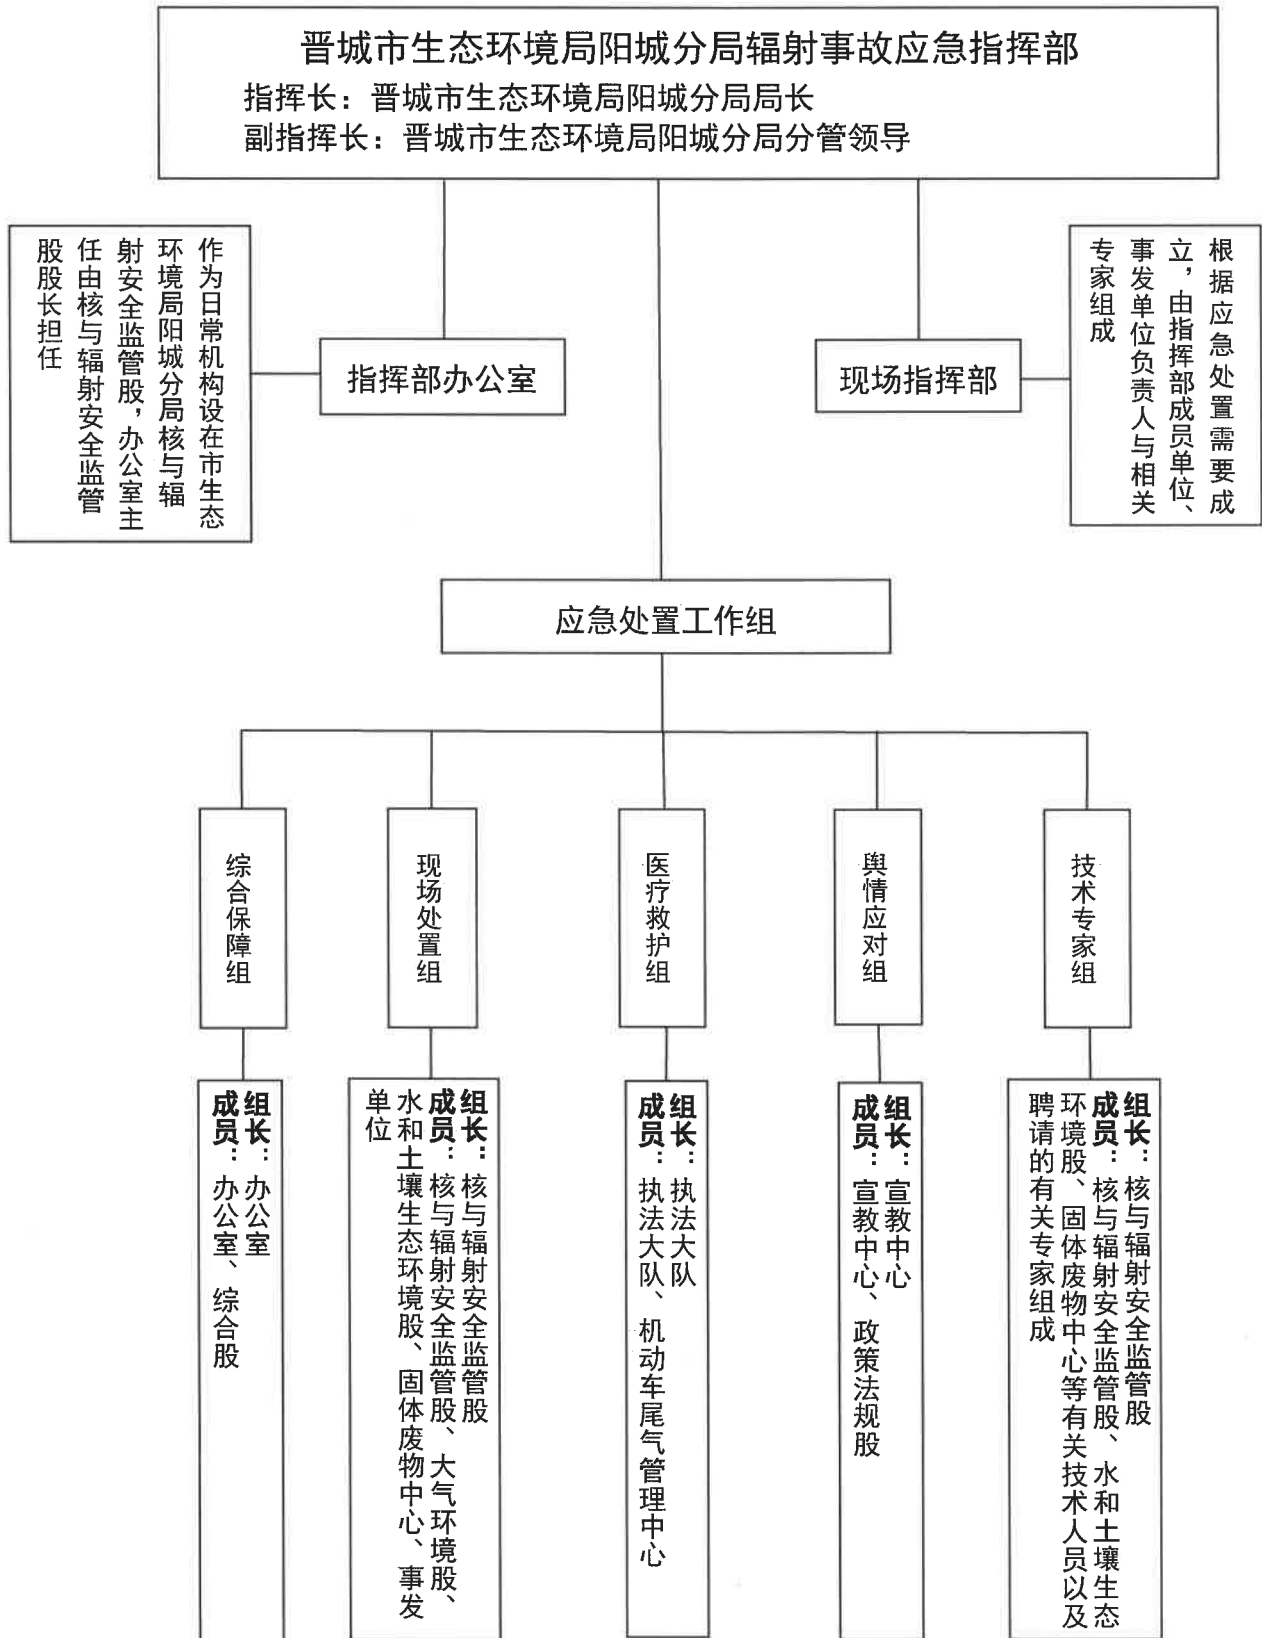 晋城市生态环境局阳城分局辐射事故应急指挥部
指挥长：晋城市生态环境局阳城分局局长
副指挥长：晋城市生态环境局阳城分局分管领导
作为日常机构设在市生态
环境局阳城分局核与辐
射安全监管股，办公室主
任由核与辐射安全监管
股股长担任
指挥部办公室
现场指挥部
根据应急处置需要成
立，由指挥部成员单位、
事发单位负责人与相关
专家组成
应急处置工作组
综合保障组
现场处置组
医疗救护组
舆情应对组
技术专家组
组长：办公室
成员：办公室、综合股
组长：核与辐射安全监管股
成员：核与辐射安全监管股、大气环境股、
水和土壤生态环境股、固体废物中心、事发
单位
组长：执法大队
成员：执法大队、机动车尾气管理中心
组长：宣教中心
成员：宣教中心、政策法规股
组长：核与辐射安全监管股
成员：核与辐射安全监管股、水和土壤生态
环境股、固体废物中心等有关技术人员以及
聘请的有关专家组成